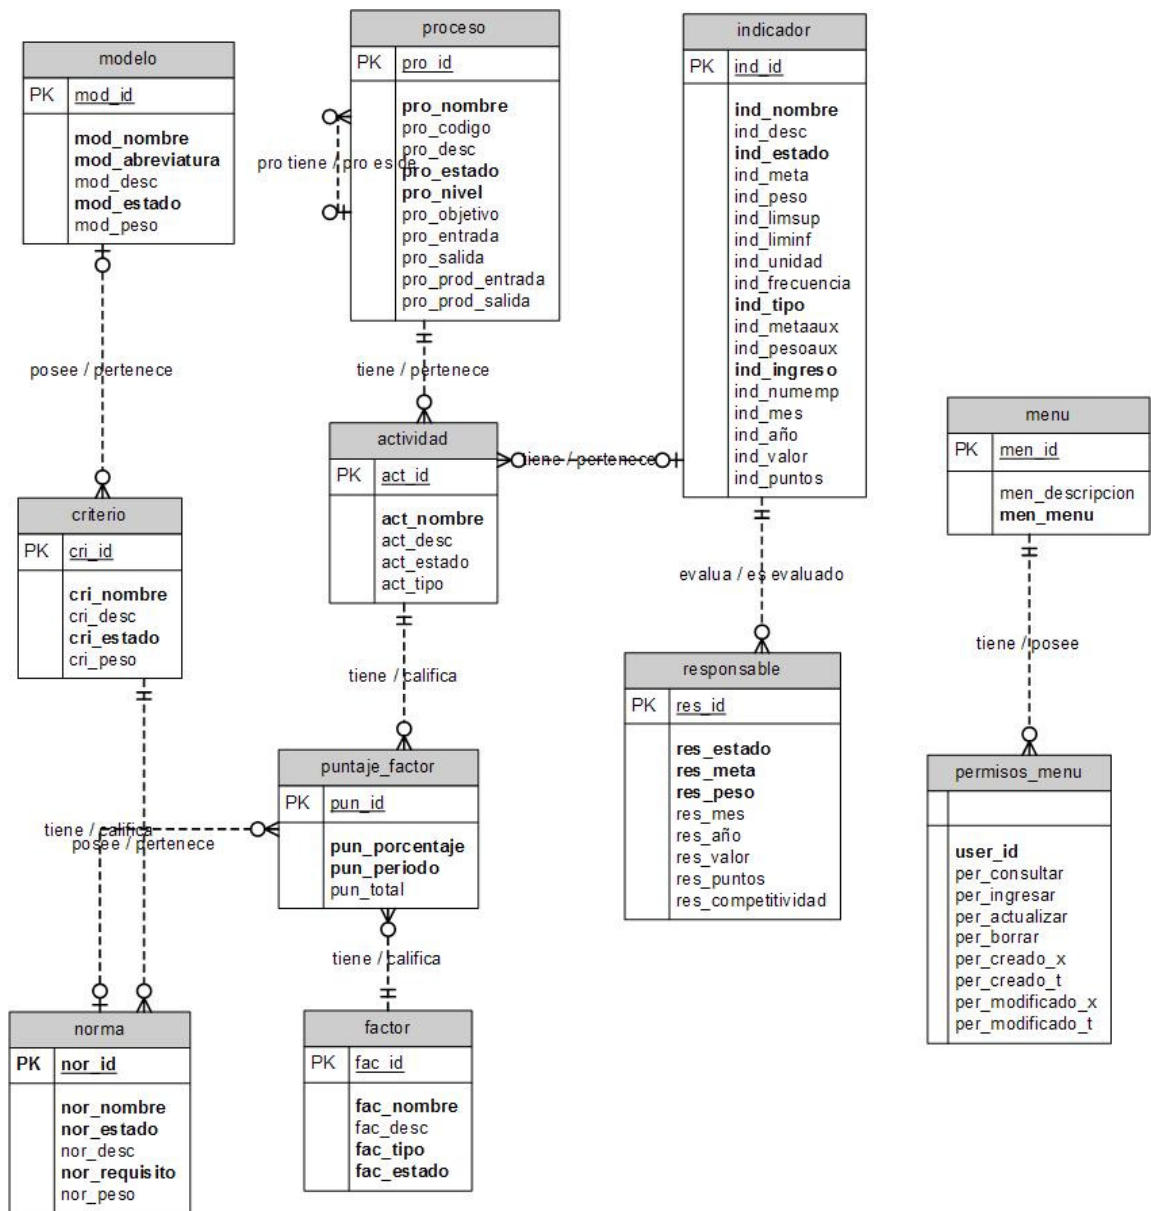 modelo
PK mod_id
mod_nombre
mod_abreviatura
mod_desc
mod_estado
mod_peso
proceso
PK pro_id
pro_nombre
pro_codigo
pro_desc
pro_estado
pro_nivel
pro_objetivo
pro_entrada
pro_salida
pro_prod_entrada
pro_prod_salida
pro tiene / pro es de
indicador
PK ind_id
ind_nombre
ind_desc
ind_estado
ind_meta
ind_peso
ind_limsup
ind_liminf
ind_unidad
ind_frecuencia
ind_tipo
ind_metaaux
ind_pesoaux
ind_ingreso
ind_numemp
ind_mes
ind_año
ind_valor
ind_puntos
posee / pertenece
tiene / pertenece
actividad
PK act_id
act_nombre
act_desc
act_estado
act_tipo
tiene / pertenece
menu
PK men_id
men_descripcion
men_menu
criterio
PK cri_id
cri_nombre
cri_desc
cri_estado
cri_peso
evalua / es evaluado
tiene / posee
tiene / califica
responsable
PK res_id
res_estado
res_meta
res_peso
res_mes
res_año
res_valor
res_puntos
res_competitividad
puntaje_factor
PK pun_id
pun_porcentaje
pun_periodo
pun_total
tiene / califica
posee / pertenece
permisos_menu
user_id
per_consultar
per_ingresar
per_actualizar
per_borrar
per_creado_x
per_creado_t
per_modificado_x
per_modificado_t
tiene / califica
norma
PK nor_id
nor_nombre
nor_estado
nor_desc
nor_requisito
nor_peso
factor
PK fac_id
fac_nombre
fac_desc
fac_tipo
fac_estado